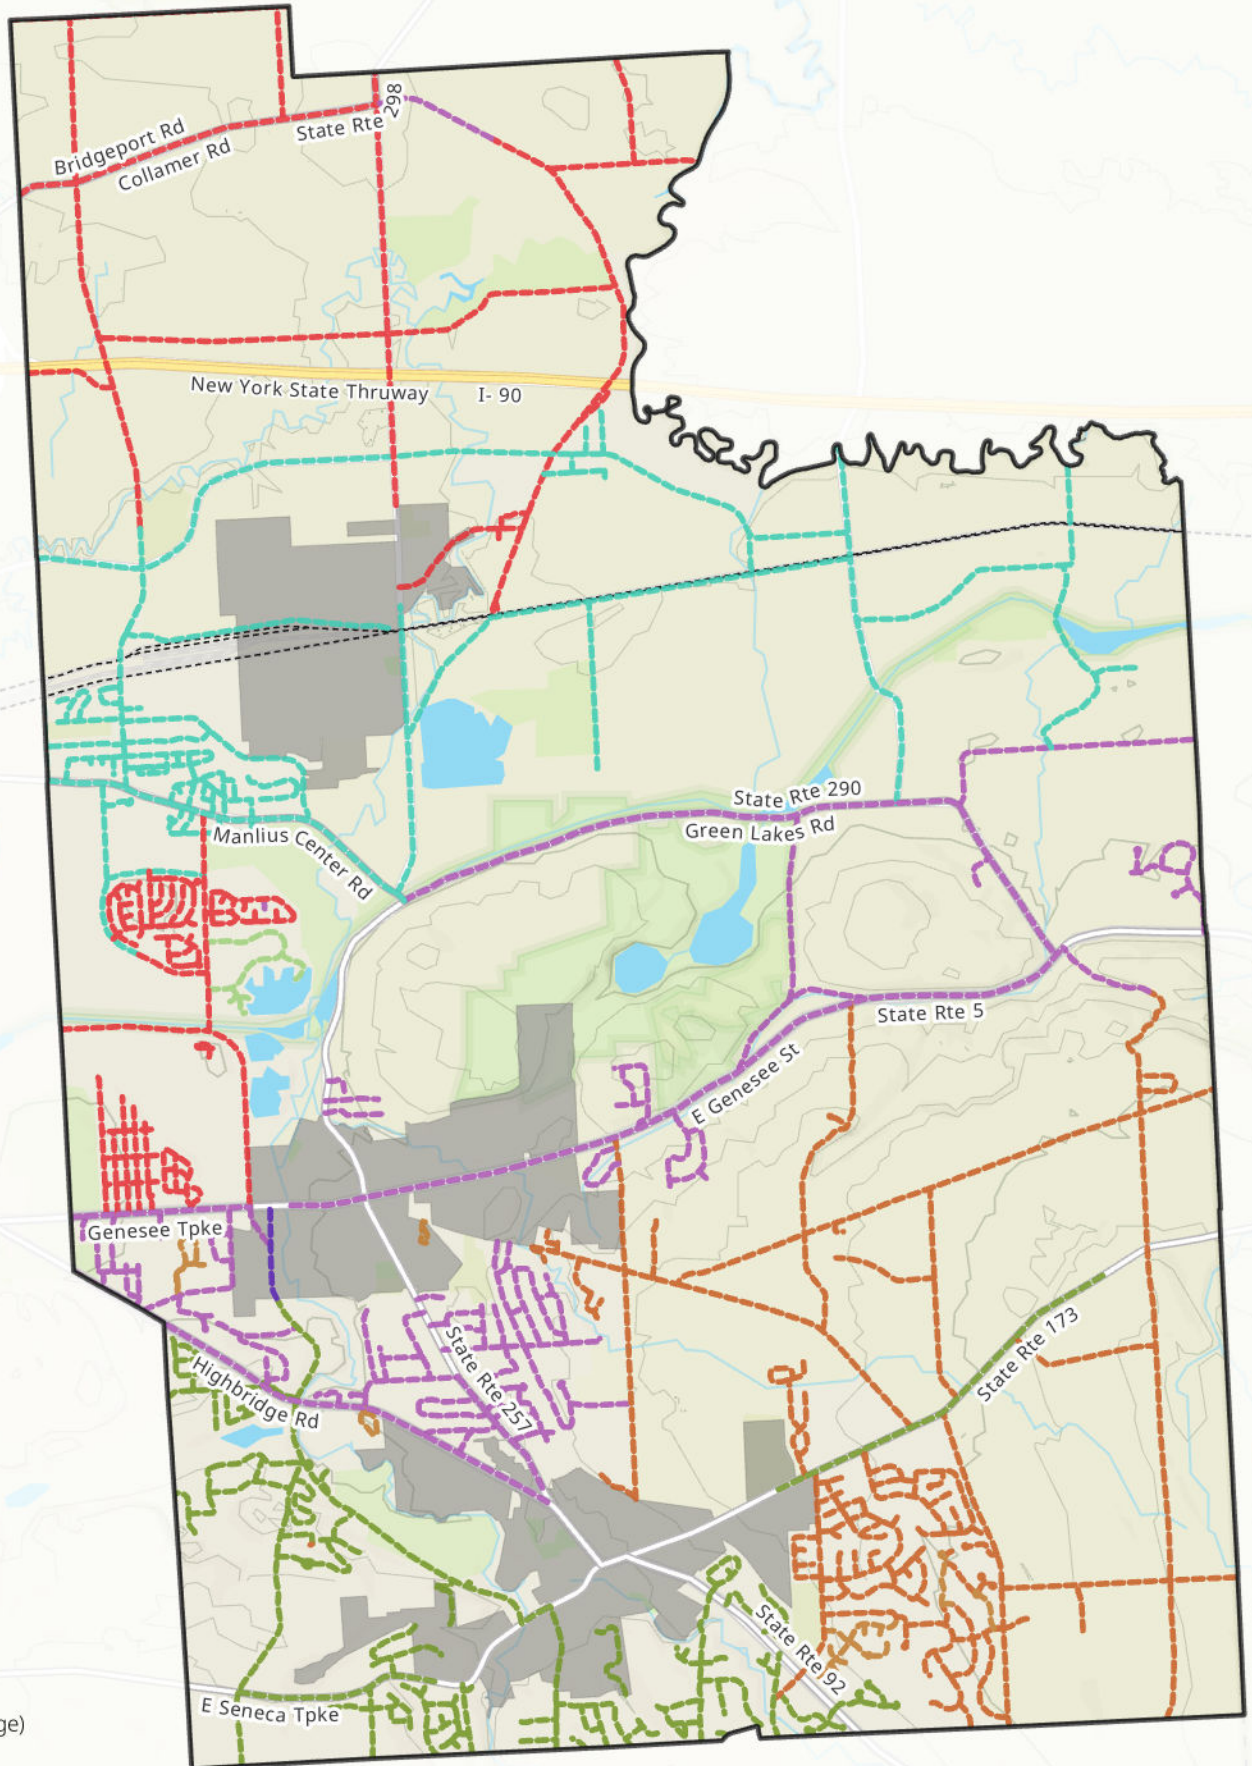 298
State Rte
Bridgeport Rd
Collamer Rd
New York State Thruway
I- 90
State Rte 290
Green Lakes Rd
Manlius Center Rd
State Rte 5
E Genesee St
Genesee Tpke
State Rte 173
State Rte 257
Highbridge Rd
State Rte 92
E Seneca Tpke
ge)